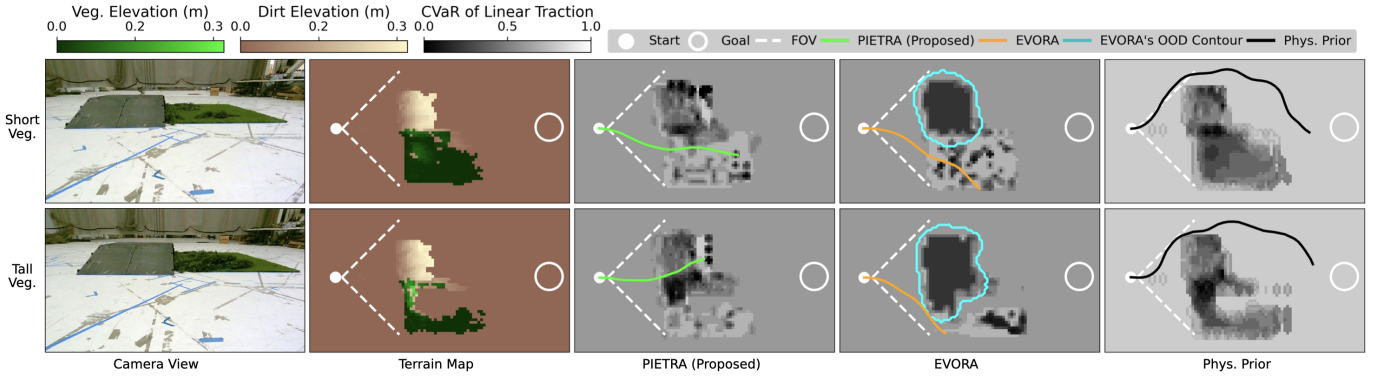 Veg. Elevation (m)
0.0 0.2 0.3
Dirt Elevation (m)
0.0 0.2 0.3
CVaR of Linear Traction
0.0 0.5 1.0
Start Goal FOV PIETRA (Proposed) EVORA EVORA's OOD Contour Phys. Prior
Short
Veg.
Tall
Veg.
Camera View Terrain Map PIETRA (Proposed) EVORA Phys. Prior